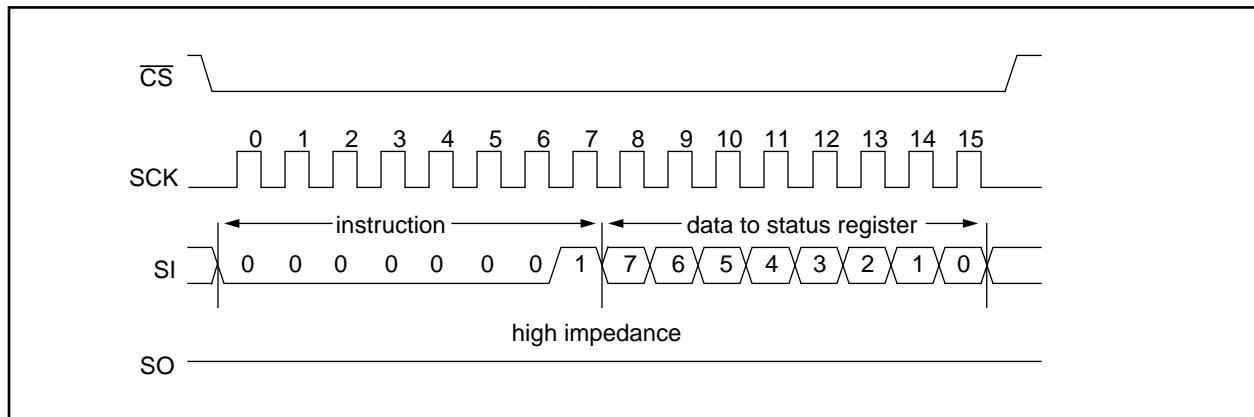 CS
0 1 2 3 4 5 6 7 8 9 10 11 12 13 14 15
SCK
instruction data to status register
SI 0 0 0 0 0 0 0 1 7 6 5 4 3 2 1 0
high impedance
SO